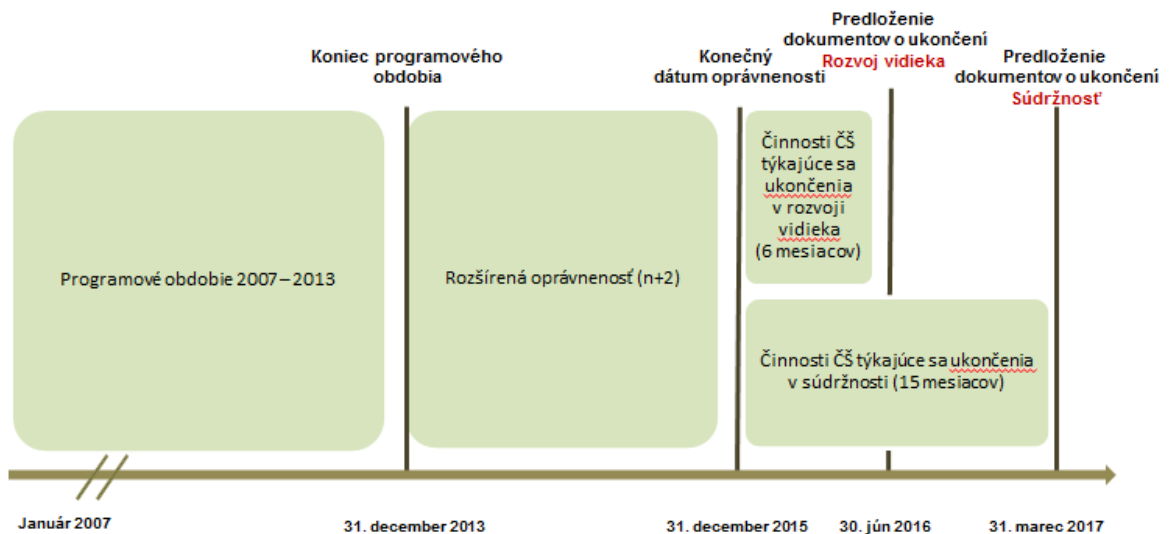 Koniec programového
obdobia
Konečný
dátum oprávnenosti
Predloženie
dokumentov o ukončení
Rozvoj vidieka
Predloženie
dokumentov o ukončení
Súdržnosť
Programové obdobie 2007 – 2013
Rozšírená oprávnenosť (n+2)
Činnosti ČŠ
týkajúce sa
ukončenia
v rozvoji
vidieka
(6 mesiacov)
Činnosti ČŠ týkajúce sa ukončenia
v súdržnosti (15 mesiacov)
Január 2007
31. december 2013
31. december 2015
30. jún 2016
31. marec 2017